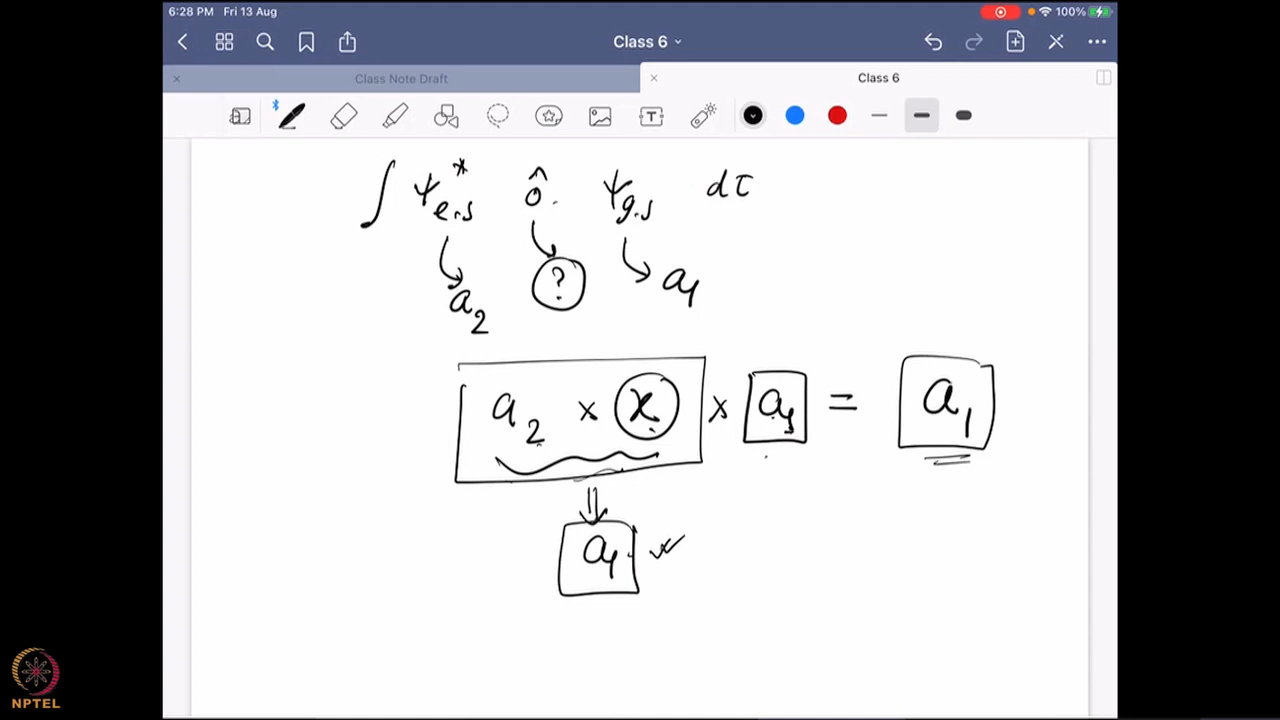 6:28 PM Fri 13 Aug 100%
Class 6
Class Note Draft Class 6
∫ ψ*e.s ô ψg.s dτ
a2 ? a1
a2 × x × a1 = a1
⇓
a1
NPTEL